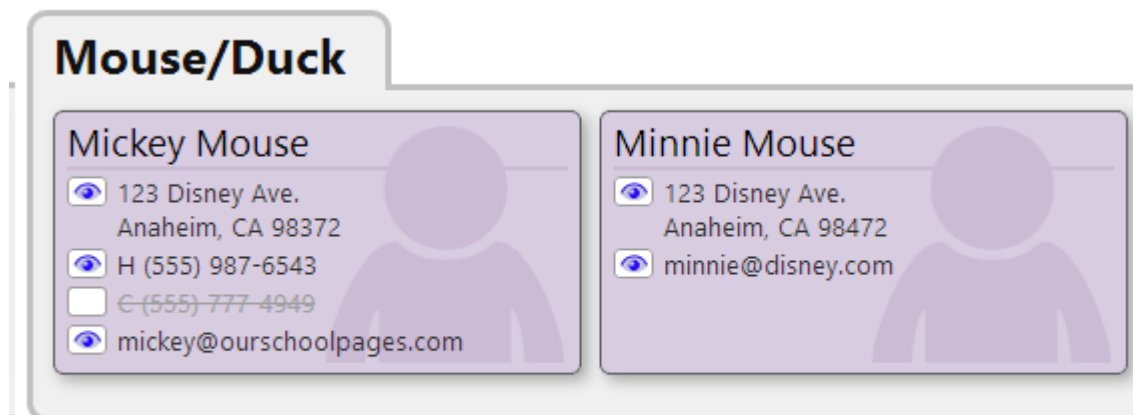 Mouse/Duck
Mickey Mouse
123 Disney Ave.
Anaheim, CA 98372
H (555) 987-6543
C (555) 777-4949
mickey@ourschoolpages.com
Minnie Mouse
123 Disney Ave.
Anaheim, CA 98472
minnie@disney.com